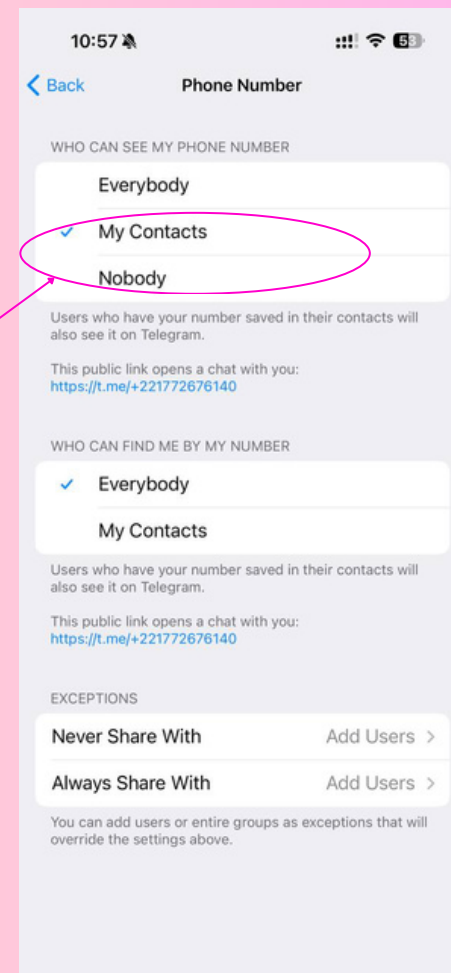 10:57
53
Back
Phone Number
WHO CAN SEE MY PHONE NUMBER
Everybody
My Contacts
Nobody
Users who have your number saved in their contacts will
also see it on Telegram.
This public link opens a chat with you:
https://t.me/+221772676140
WHO CAN FIND ME BY MY NUMBER
Everybody
My Contacts
Users who have your number saved in their contacts will
also see it on Telegram.
This public link opens a chat with you:
https://t.me/+221772676140
EXCEPTIONS
Never Share With Add Users
Always Share With Add Users
You can add users or entire groups as exceptions that will
override the settings above.